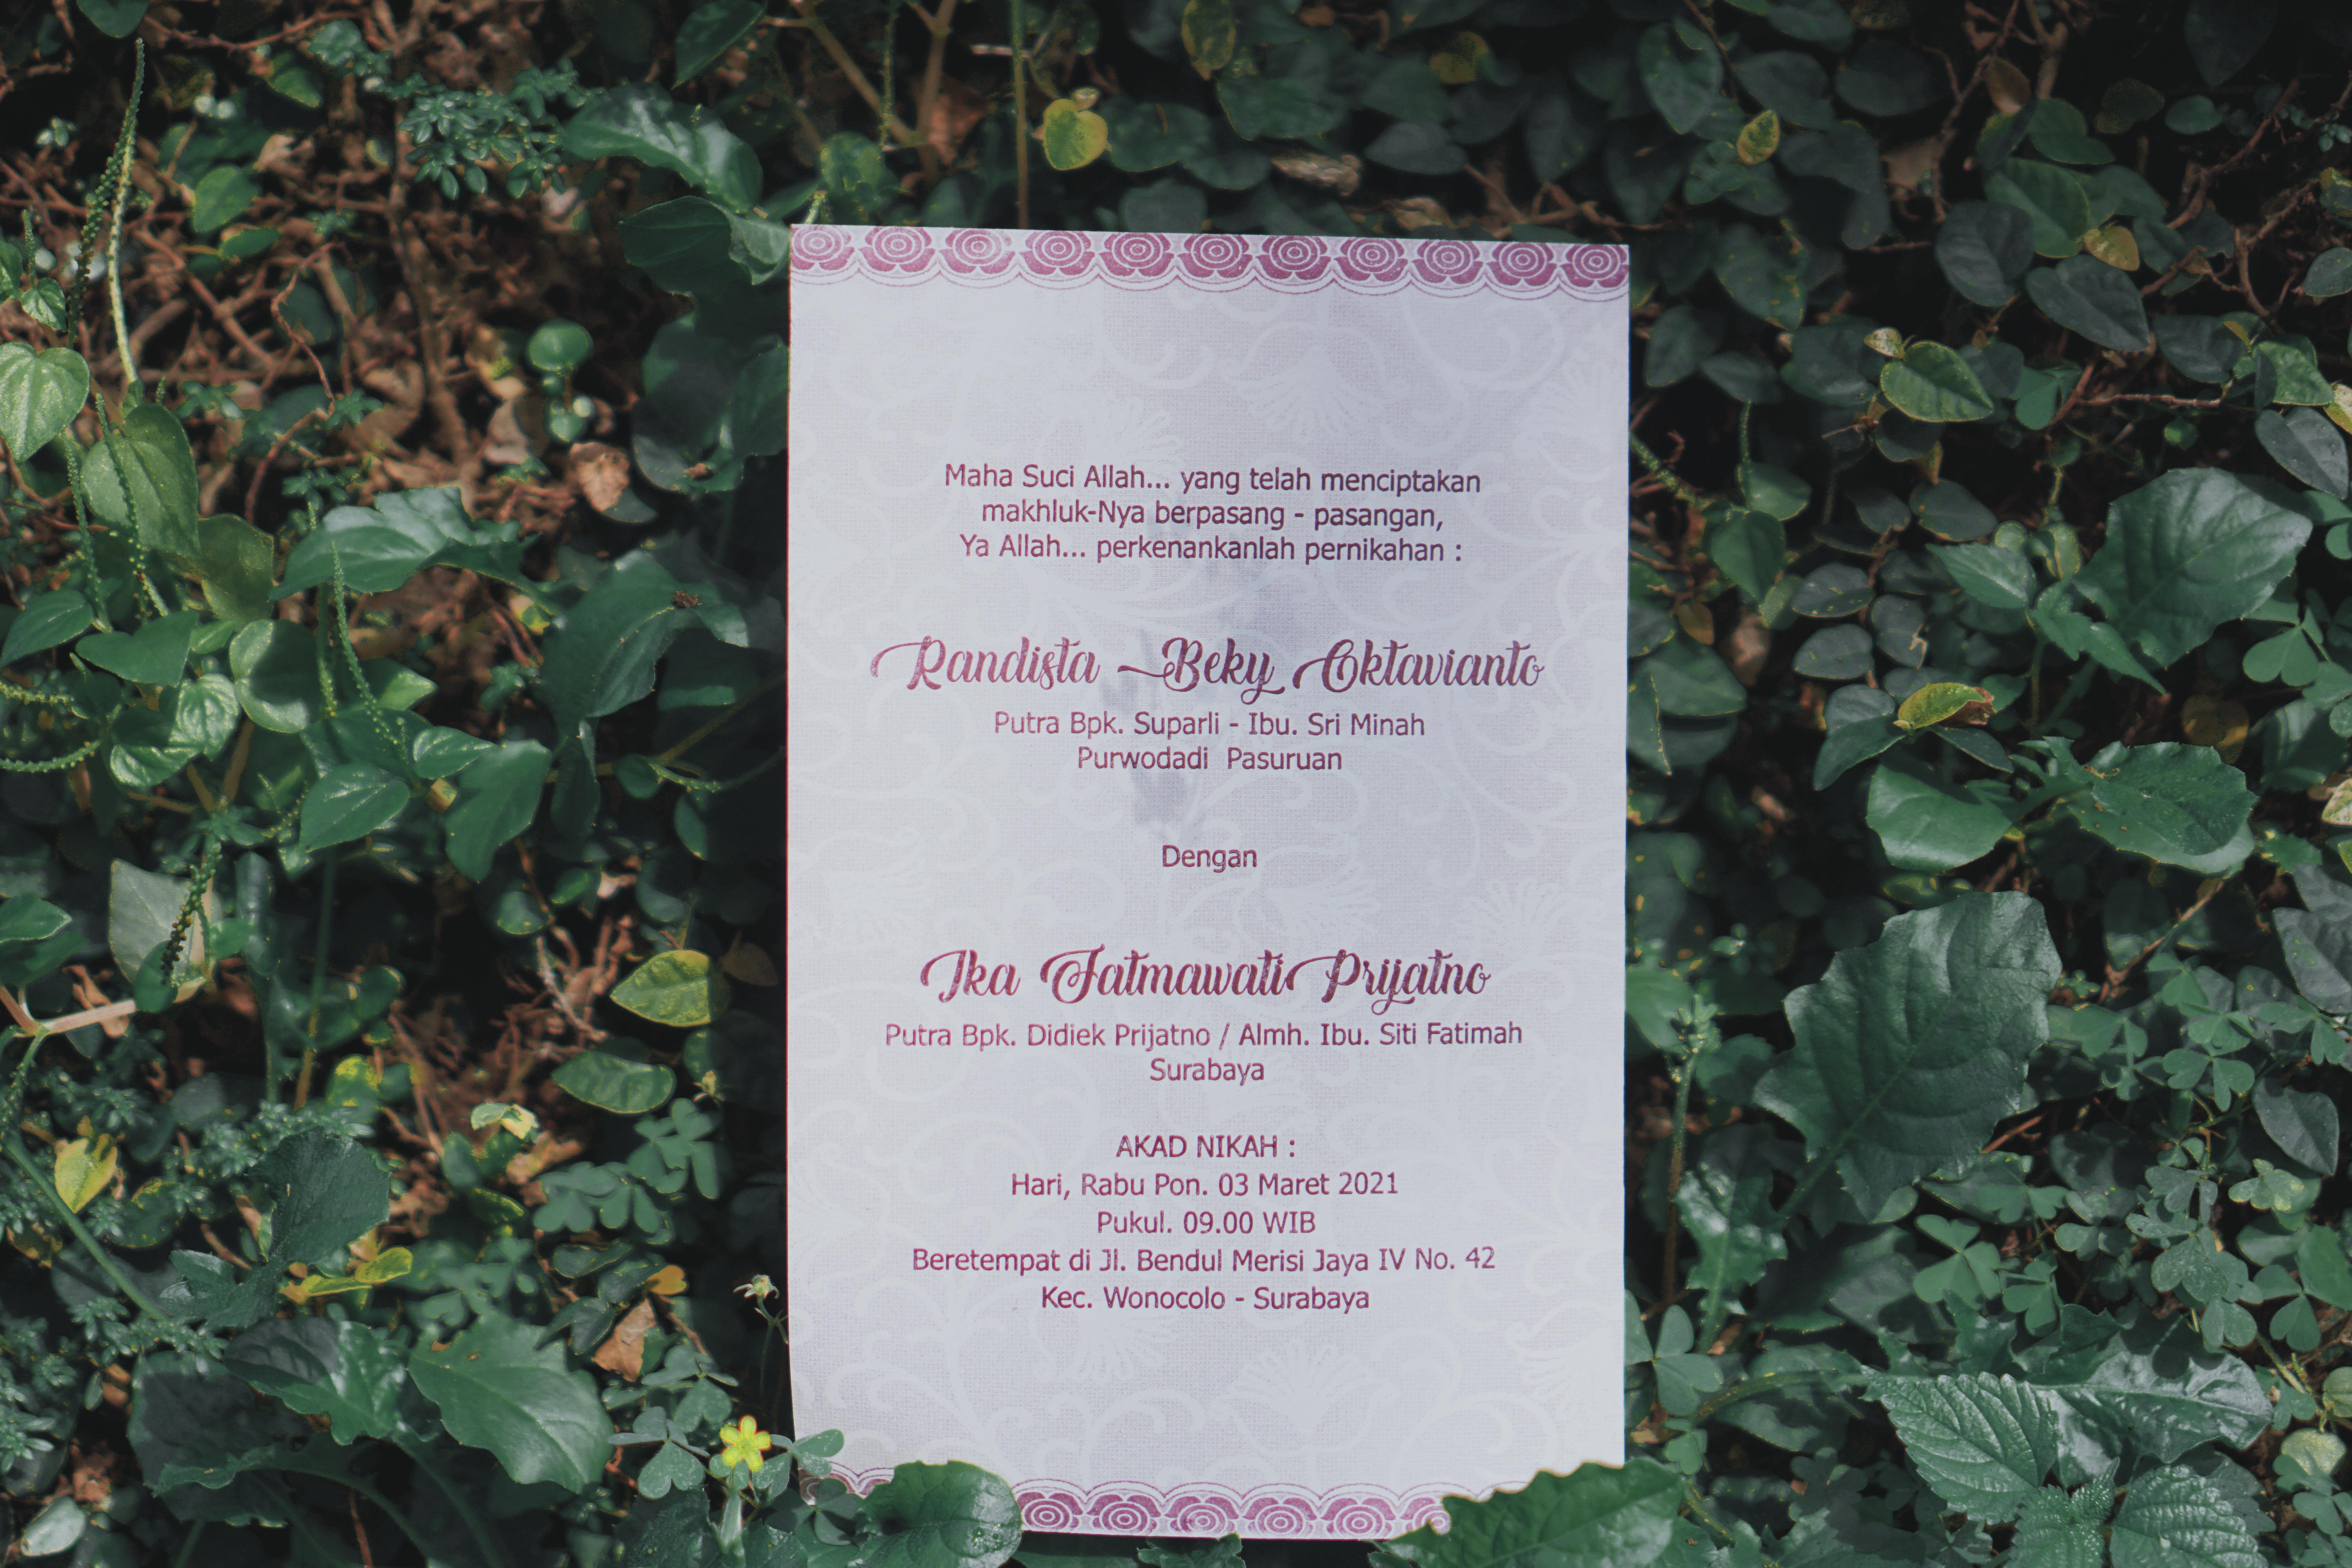 Maha Suci Allah... yang telah menciptakan
makhluk-Nya berpasang - pasangan,
Ya Allah... perkenankanlah pernikahan :
Randista Beky Oktavianto
Putra Bpk. Suparli - Ibu. Sri Minah
Purwodadi Pasuruan
Dengan
Ika Fatmawati Prijatno
Putra Bpk. Didiek Prijatno / Almh. Ibu. Siti Fatimah
Surabaya
AKAD NIKAH :
Hari, Rabu Pon. 03 Maret 2021
Pukul. 09.00 WIB
Beretempat di Jl. Bendul Merisi Jaya IV No. 42
Kec. Wonocolo - Surabaya